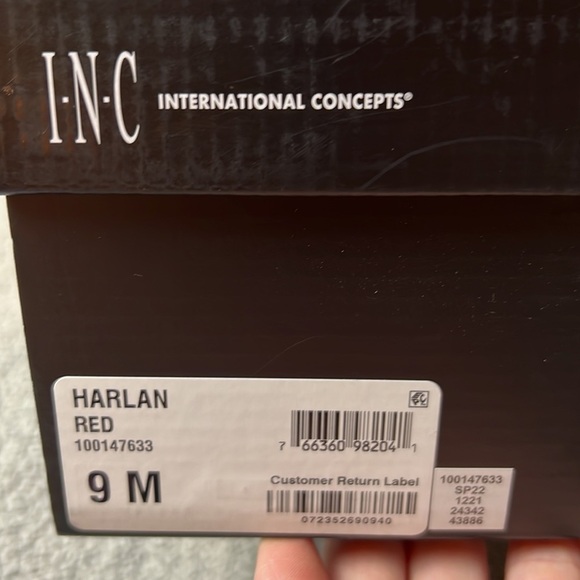 I·N·C INTERNATIONAL CONCEPTS®
HARLAN
RED
100147633
9 M
7 66360 98204 1
Customer Return Label
072352690940
100147633
SP22
1221
24342
43886